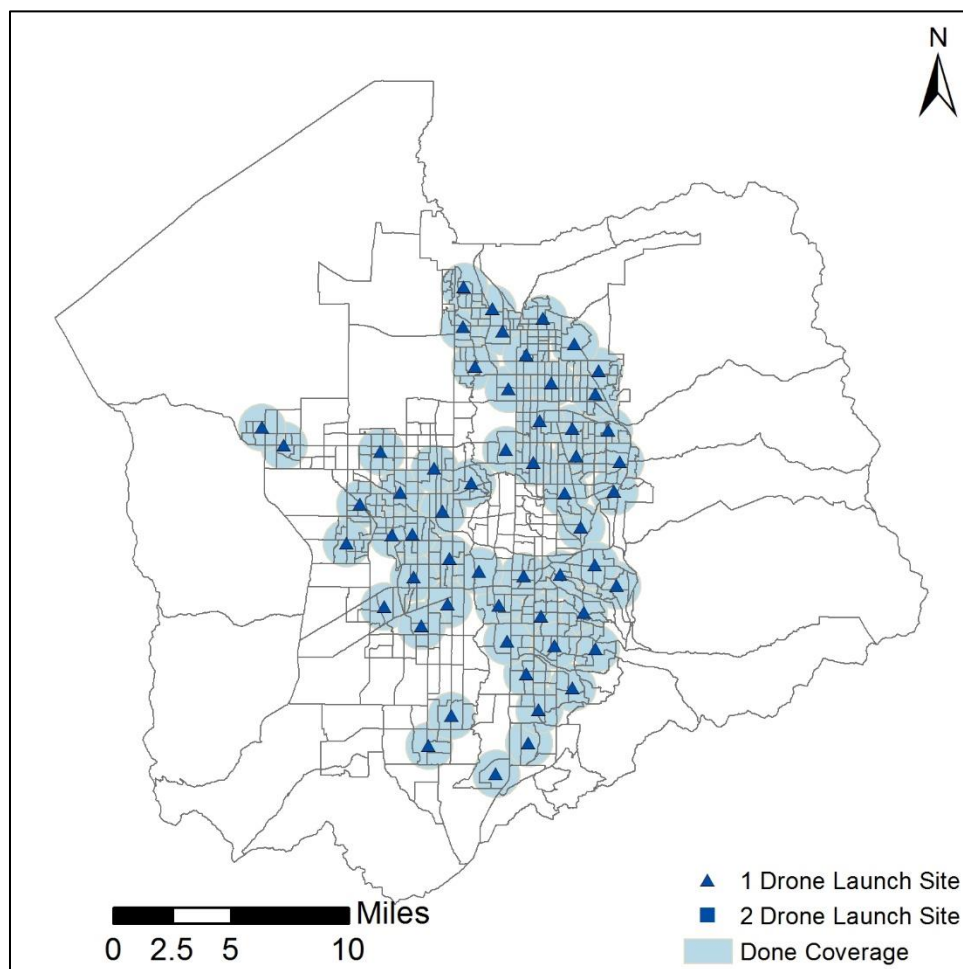 N
1 Drone Launch Site
2 Drone Launch Site
Done Coverage
Miles
0 2.5 5 10